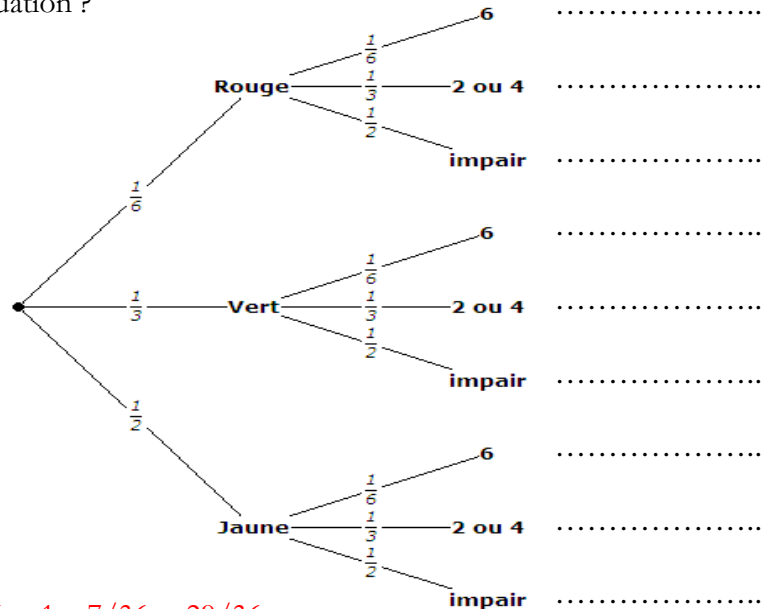 uation ?
6 …………………..
1/6
Rouge 1/3 2 ou 4 …………………..
1/2
impair …………………..
1/6
6 …………………..
1/6
1/3 Vert 1/3 2 ou 4 …………………..
1/2
impair …………………..
1/2
6 …………………..
1/6
Jaune 1/3 2 ou 4 …………………..
1/2
impair …………………..